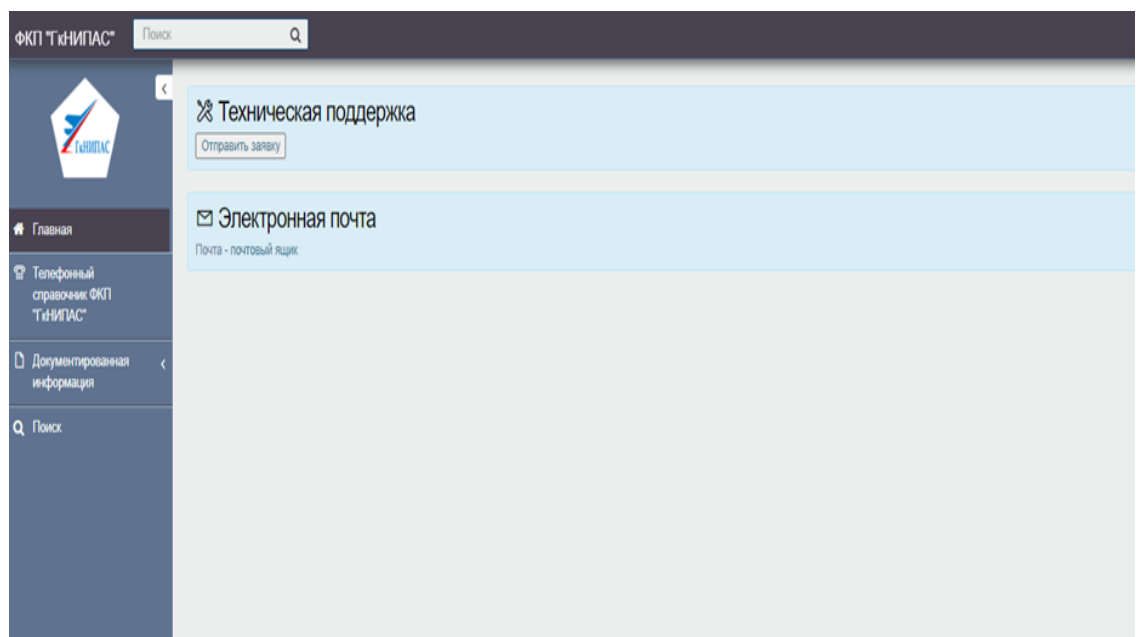 ФКП "ГкНИПАС"
Поиск
ГкНИПАС
Техническая поддержка
Отправить заявку
Электронная почта
Почта - почтовый ящик
Главная
Телефонный
справочник ФКП
"ГкНИПАС"
Документированная
информация
Поиск